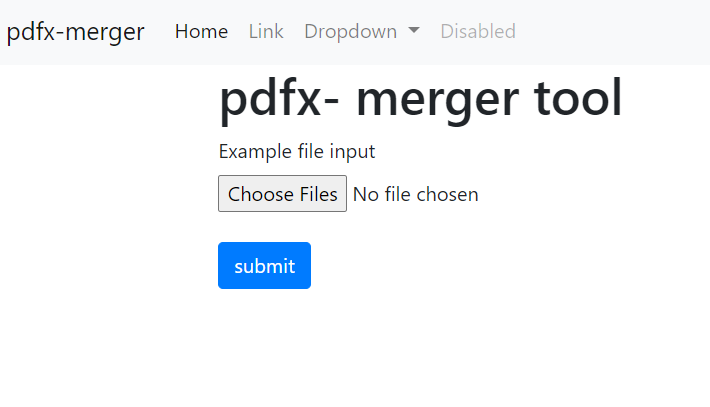 pdfx-merger Home Link Dropdown Disabled
pdfx- merger tool
Example file input
Choose Files No file chosen
submit